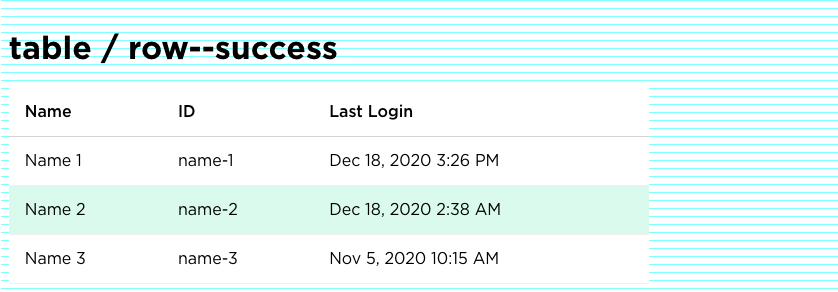 table / row--success
Name ID Last Login
Name 1 name-1 Dec 18, 2020 3:26 PM
Name 2 name-2 Dec 18, 2020 2:38 AM
Name 3 name-3 Nov 5, 2020 10:15 AM